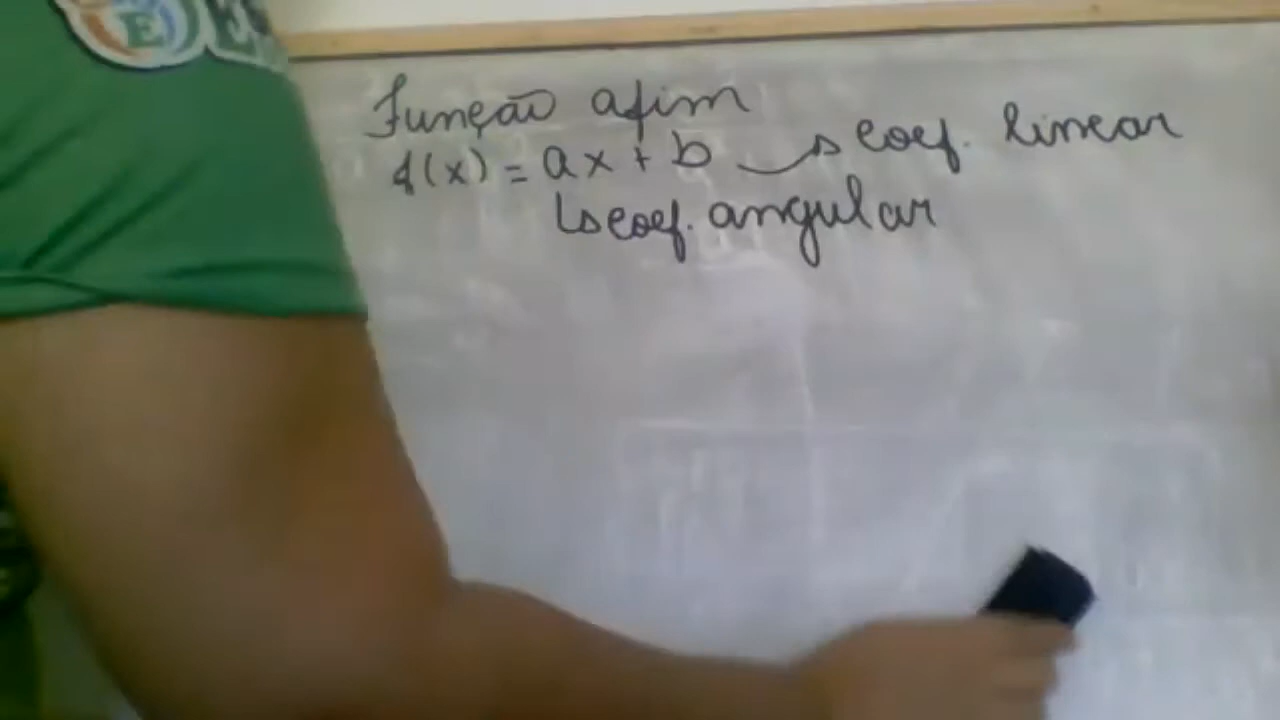 Função afim
f(x) = ax + b ↝ coef. linear
↳ coef. angular